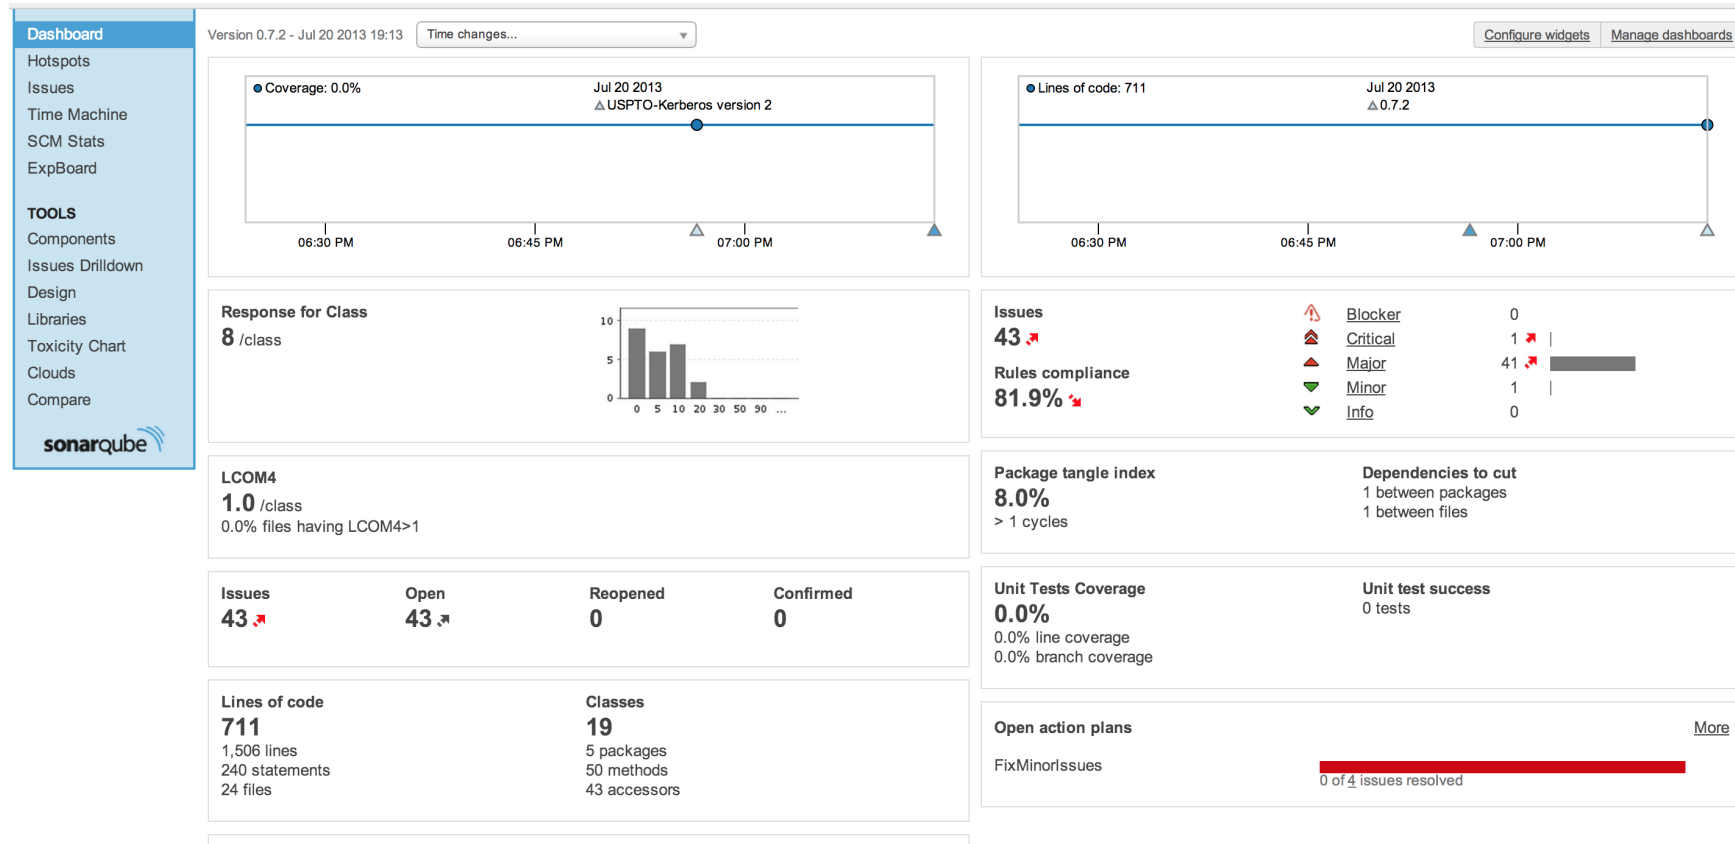 Dashboard
Hotspots
Issues
Time Machine
SCM Stats
ExpBoard
TOOLS
Components
Issues Drilldown
Design
Libraries
Toxicity Chart
Clouds
Compare
sonarqube
Version 0.7.2 - Jul 20 2013 19:13
Time changes...
Configure widgets
Manage dashboards
Coverage: 0.0%
Jul 20 2013
USPTO-Kerberos version 2
06:30 PM
06:45 PM
07:00 PM
Lines of code: 711
Jul 20 2013
0.7.2
06:30 PM
06:45 PM
07:00 PM
Response for Class
8 /class
10
5
0
0 5 10 20 30 50 90 ...
LCOM4
1.0 /class
0.0% files having LCOM4>1
Issues
43
Open
43
Reopened
0
Confirmed
0
Lines of code
711
1,506 lines
240 statements
24 files
Classes
19
5 packages
50 methods
43 accessors
Issues
43
Rules compliance
81.9%
Blocker 0
Critical 1
Major 41
Minor 1
Info 0
Package tangle index
8.0%
> 1 cycles
Dependencies to cut
1 between packages
1 between files
Unit Tests Coverage
0.0%
0.0% line coverage
0.0% branch coverage
Unit test success
0 tests
Open action plans
More
FixMinorIssues
0 of 4 issues resolved